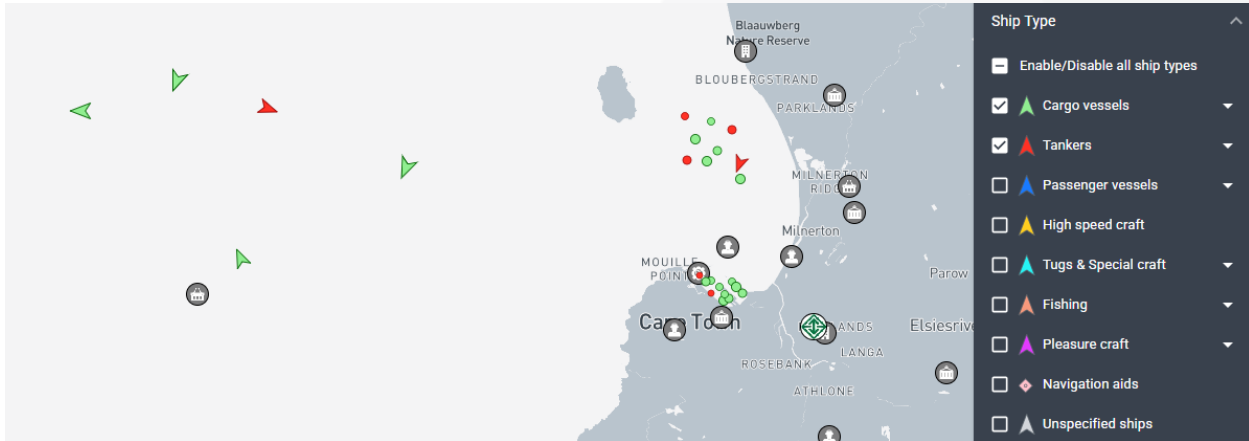 Blaauwberg
Nature Reserve
BLOUBERGSTRAND
PARKLANDS
MILNERTON
RIDGE
Milnerton
MOUILLE
POINT
Parow
Cape Town
Elsiesriv
LANGA
ROSEBANK
ATHLONE
Ship Type
Enable/Disable all ship types
Cargo vessels
Tankers
Passenger vessels
High speed craft
Tugs & Special craft
Fishing
Pleasure craft
Navigation aids
Unspecified ships